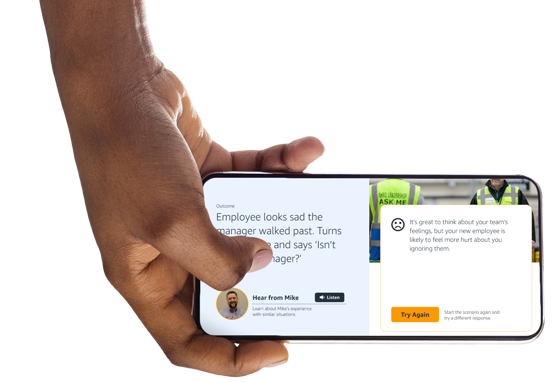 Outcome
Employee looks sad the
manager walked past. Turns
and says ‘Isn’t
ager?’
Hear from Mike
Listen
Learn about Mike's experience
with similar situations.
ASK ME
It's great to think about your team's
feelings, but your new employee is
likely to feel more hurt about you
ignoring them.
Try Again
Start the scenario again and
try a different response.